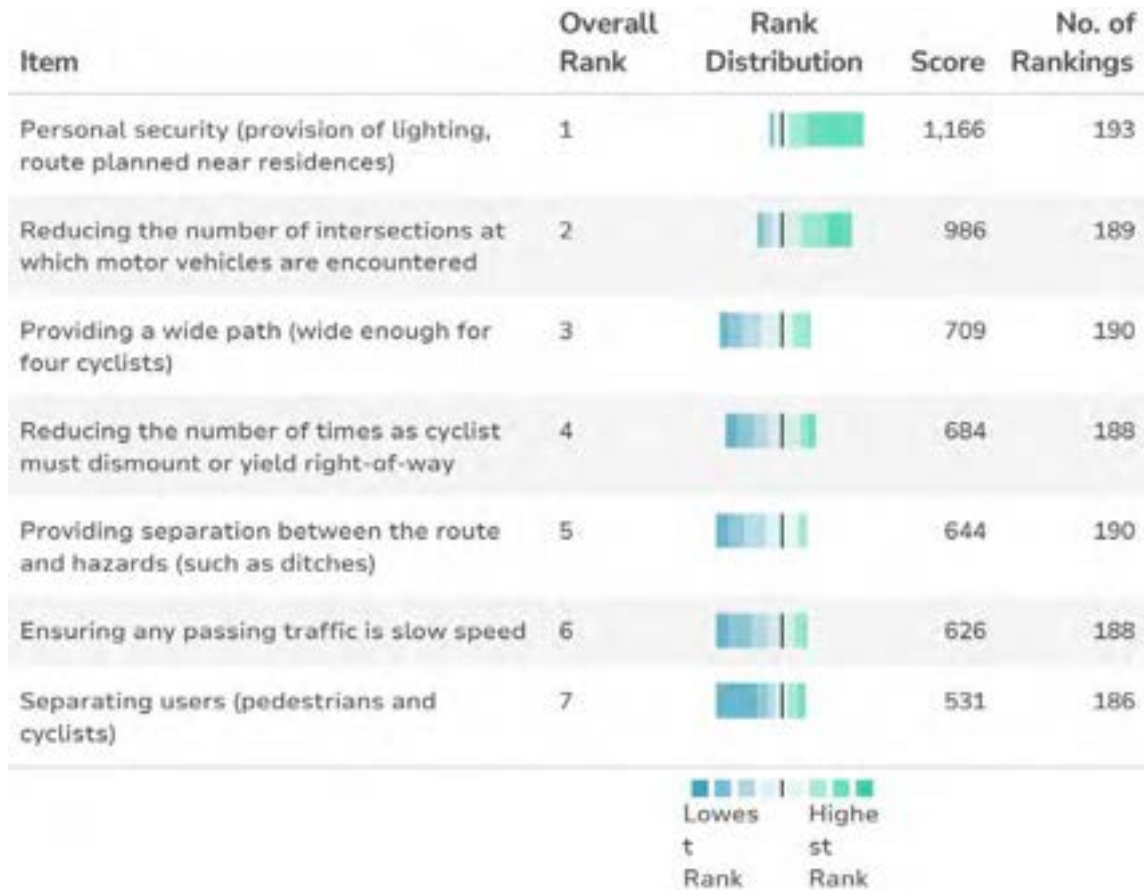 Item Overall Rank Rank Distribution Score No. of Rankings
Personal security (provision of lighting, 1 1,166 193
route planned near residences)
Reducing the number of intersections at 2 986 189
which motor vehicles are encountered
Providing a wide path (wide enough for 3 709 190
four cyclists)
Reducing the number of times as cyclist 4 684 188
must dismount or yield right-of-way
Providing separation between the route 5 644 190
and hazards (such as ditches)
Ensuring any passing traffic is slow speed 6 626 188
Separating users (pedestrians and 7 531 186
cyclists)
Lowes Highe
t st
Rank Rank